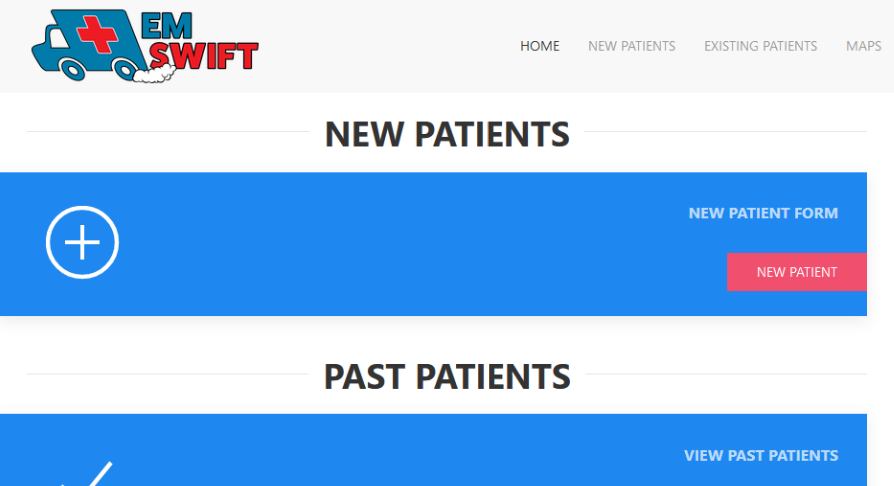 EM
SWIFT
HOME NEW PATIENTS EXISTING PATIENTS MAPS
NEW PATIENTS
NEW PATIENT FORM
NEW PATIENT
PAST PATIENTS
VIEW PAST PATIENTS